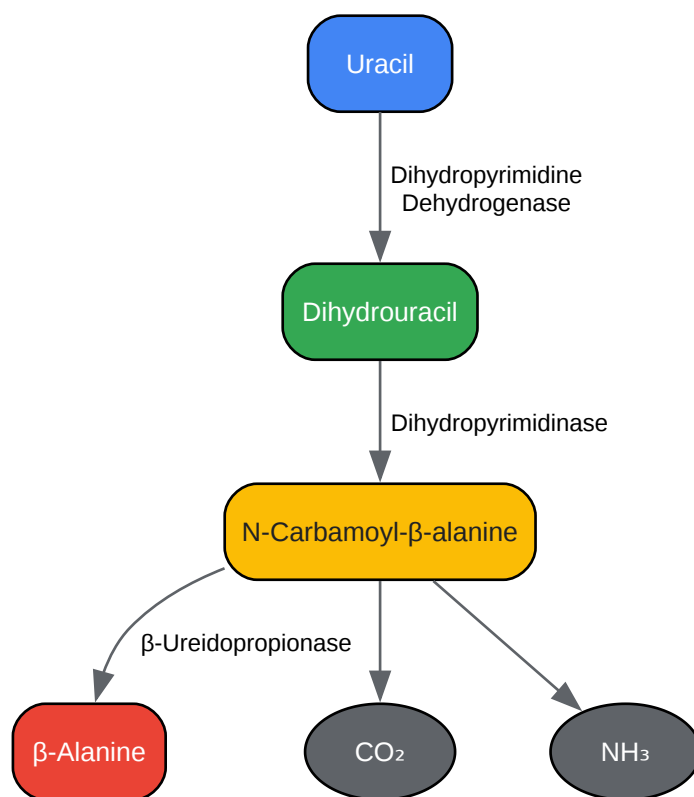 Uracil
Dihydropyrimidine
Dehydrogenase
Dihydrouracil
Dihydropyrimidinase
N-Carbamoyl-β-alanine
β-Ureidopropionase
β-Alanine
CO₂
NH₃